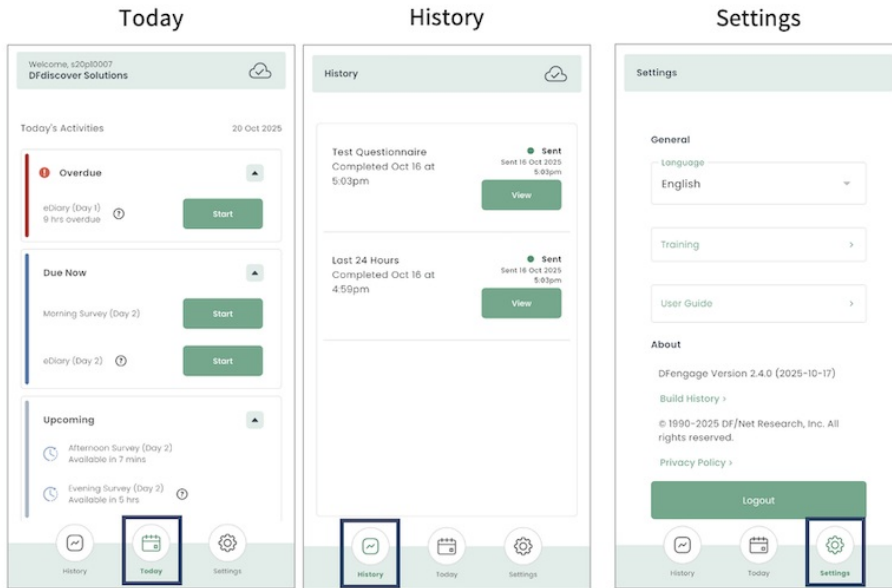 Today
Welcome, s20pl0007
DFdiscover Solutions
Today's Activities
20 Oct 2025
Overdue
eDiary (Day 1)
9 hrs overdue
Start
Due Now
Morning Survey (Day 2)
Start
eDiary (Day 2)
Start
Upcoming
Afternoon Survey (Day 2)
Available in 7 mins
Evening Survey (Day 2)
Available in 5 hrs
History
Today
Settings
History
History
Test Questionnaire
Completed Oct 16 at
5:03pm
Sent
Sent 16 Oct 2025
5:03pm
View
Last 24 Hours
Completed Oct 16 at
4:59pm
Sent
Sent 16 Oct 2025
5:03pm
View
History
Today
Settings
Settings
Settings
General
Language
English
Training
User Guide
About
DFengage Version 2.4.0 (2025-10-17)
Build History >
© 1990-2025 DF/Net Research, Inc. All
rights reserved.
Privacy Policy >
Logout
History
Today
Settings